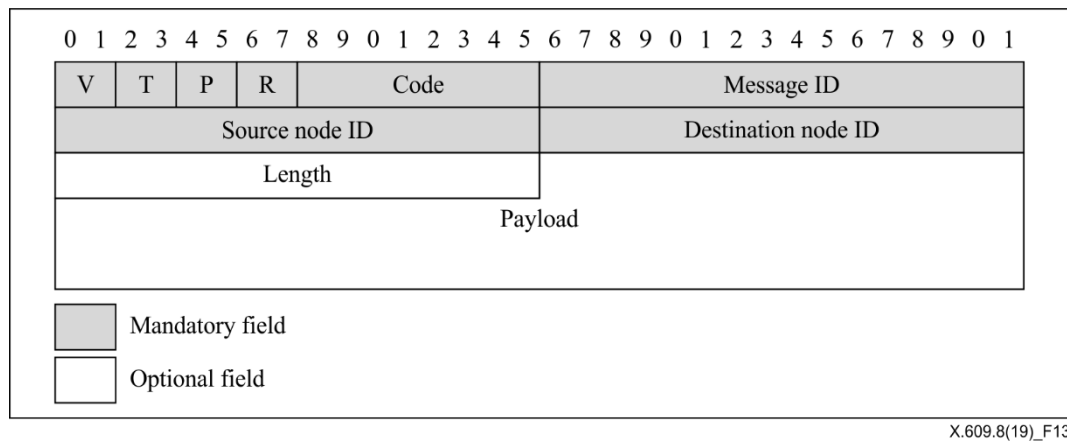 0 1 2 3 4 5 6 7 8 9 0 1 2 3 4 5 6 7 8 9 0 1 2 3 4 5 6 7 8 9 0 1
V T P R Code Message ID
Source node ID Destination node ID
Length
Payload
Mandatory field
Optional field
X.609.8(19)_F13